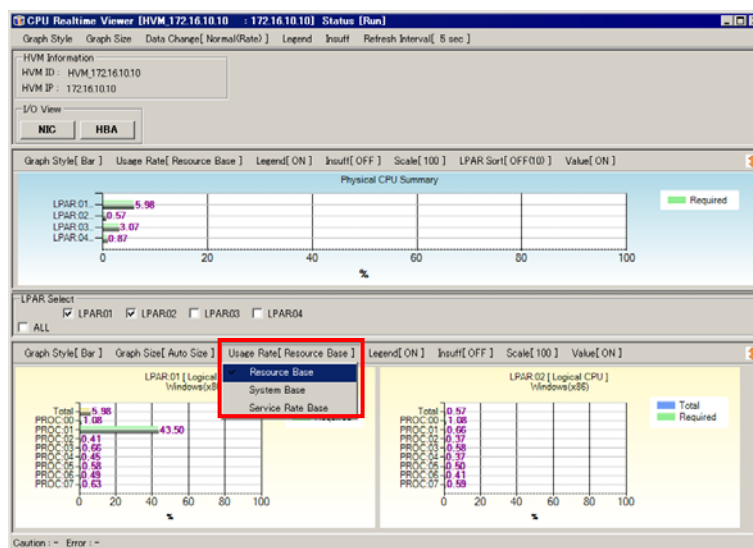 CPU Realtime Viewer [HVM_172.16.10.10 : 172.16.10.10] Status [Run]
Graph Style Graph Size Data Change[ Normal(Rate) ] Legend Insuff Refresh Interval[ 5 sec ]
HVM Information
HVM ID : HVM_172.16.10.10
HVM IP : 172.16.10.10
I/O View
NIC HBA
Graph Style[ Bar ] Usage Rate[ Resource Base ] Legend[ ON ] Insuff[ OFF ] Scale[ 100 ] LPAR Sort[ OFF(10) ] Value[ ON ]
Physical CPU Summary
LPAR:01.. 5.98
LPAR:02.. 0.57
LPAR:03.. 3.07
LPAR:04.. 0.87
Required
0 20 40 60 80 100
%
LPAR Select
LPAR01 LPAR02 LPAR03 LPAR04
ALL
Graph Style[ Bar ] Graph Size[ Auto Size ] Usage Rate[ Resource Base ] Legend[ ON ] Insuff[ OFF ] Scale[ 100 ] Value[ ON ]
Resource Base
System Base
Service Rate Base
LPAR:01 [ Logical
Windows(x8
Total 5.98
PROC:00 1.08
PROC:01 43.50
PROC:02 0.41
PROC:03 0.66
PROC:04 0.45
PROC:05 0.58
PROC:06 0.49
PROC:07 0.63
0 20 40 60 80 100
%
LPAR:02 [ Logical CPU ]
Windows(x86)
Total 0.57
PROC:00 1.08
PROC:01 0.66
PROC:02 0.37
PROC:03 0.58
PROC:04 0.37
PROC:05 0.50
PROC:06 0.41
PROC:07 0.59
Total
Required
0 20 40 60 80 100
%
Caution : - Error : -